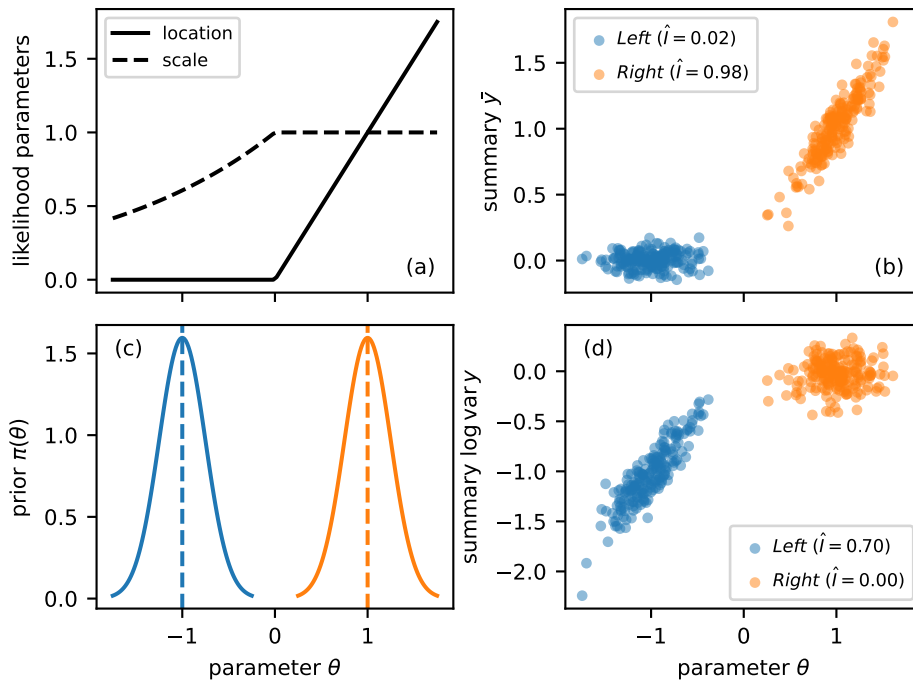 likelihood parameters
1.5
1.0
0.5
0.0
location
scale
(a)
−1
0
1
summary ȳ
1.5
1.0
0.5
0.0
Left (Î = 0.02)
Right (Î = 0.98)
(b)
prior π(θ)
1.5
1.0
0.5
0.0
(c)
−1
0
1
parameter θ
summary log var y
0.0
−0.5
−1.0
−1.5
−2.0
(d)
Left (Î = 0.70)
Right (Î = 0.00)
−1
0
1
parameter θ